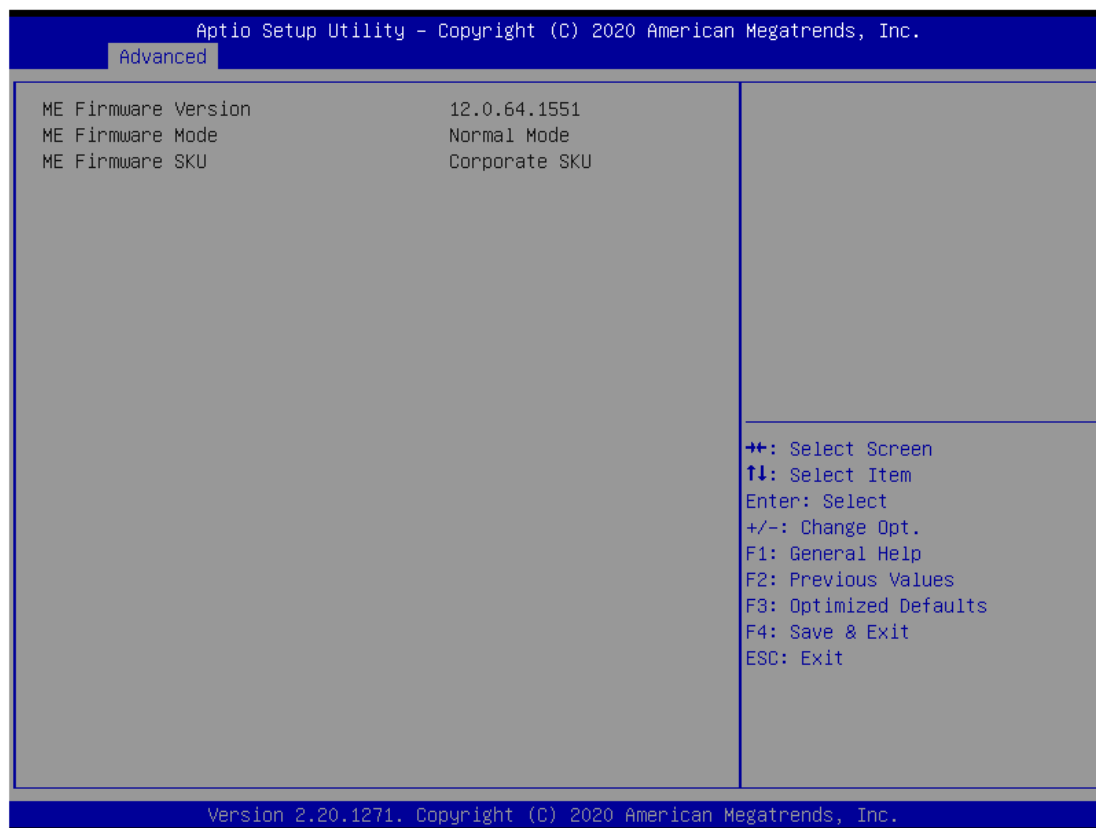 Aptio Setup Utility – Copyright (C) 2020 American Megatrends, Inc.
Advanced
ME Firmware Version 12.0.64.1551
ME Firmware Mode Normal Mode
ME Firmware SKU Corporate SKU
→←: Select Screen
↑↓: Select Item
Enter: Select
+/-: Change Opt.
F1: General Help
F2: Previous Values
F3: Optimized Defaults
F4: Save & Exit
ESC: Exit
Version 2.20.1271. Copyright (C) 2020 American Megatrends, Inc.